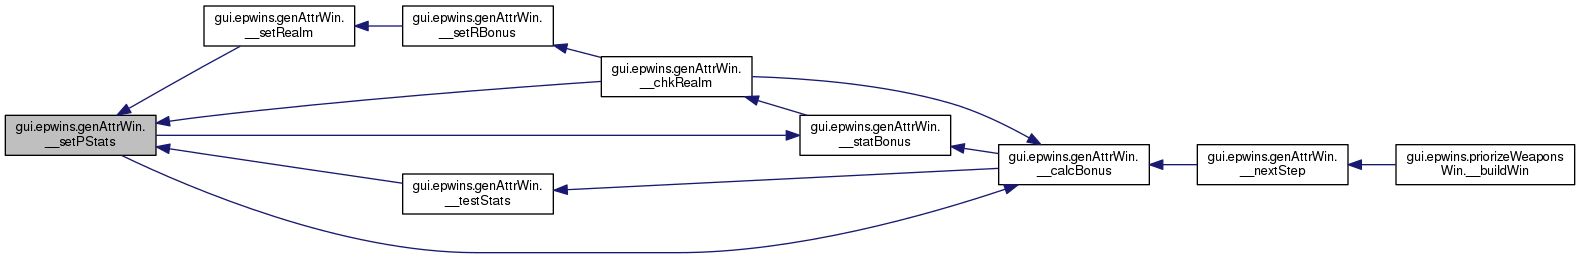 gui.epwins.genAttrWin.
__setRealm
gui.epwins.genAttrWin.
__setRBonus
gui.epwins.genAttrWin.
__chkRealm
gui.epwins.genAttrWin.
__setPStats
gui.epwins.genAttrWin.
__statBonus
gui.epwins.genAttrWin.
__calcBonus
gui.epwins.genAttrWin.
__nextStep
gui.epwins.priorizeWeapons
Win.__buildWin
gui.epwins.genAttrWin.
__testStats